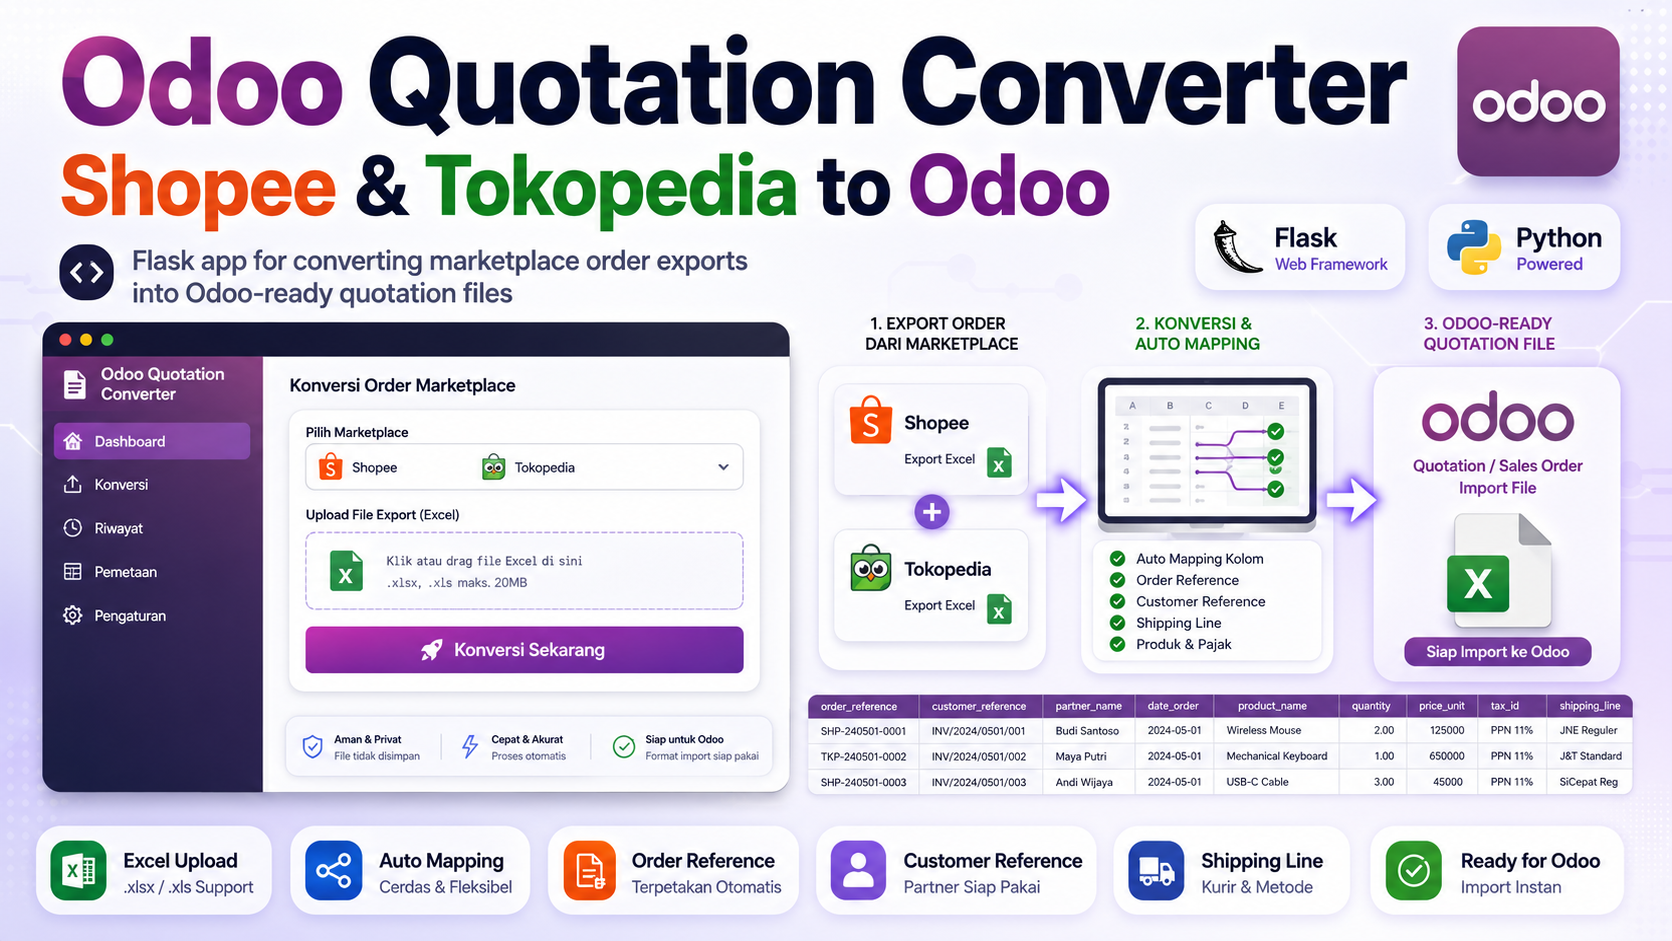 Odoo Quotation Converter
odoo
Shopee & Tokopedia to Odoo
Flask
Web Framework
Python
Powered
Flask app for converting marketplace order exports
into Odoo-ready quotation files
Odoo Quotation
Converter
Dashboard
Konversi
Riwayat
Pemetaan
Pengaturan
Konversi Order Marketplace
Pilih Marketplace
S Shopee Tokopedia
Upload File Export (Excel)
X
Klik atau drag file Excel di sini
.xlsx, .xls maks. 20MB
Konversi Sekarang
Aman & Privat
File tidak disimpan
Cepat & Akurat
Proses otomatis
Siap untuk Odoo
Format import siap pakai
1. EXPORT ORDER
DARI MARKETPLACE
S Shopee
Export Excel X
+
Tokopedia
Export Excel X
2. KONVERSI &
AUTO MAPPING
A B C D E
Auto Mapping Kolom
Order Reference
Customer Reference
Shipping Line
Produk & Pajak
3. ODOO-READY
QUOTATION FILE
odoo
Quotation / Sales Order
Import File
X
Siap Import ke Odoo
order_reference customer_reference partner_name date_order product_name quantity price_unit tax_id shipping_line
SHP-240501-0001 INV/2024/0501/001 Budi Santoso 2024-05-01 Wireless Mouse 2.00 125000 PPN 11% JNE Reguler
TKP-240501-0002 INV/2024/0501/002 Maya Putri 2024-05-01 Mechanical Keyboard 1.00 650000 PPN 11% J&T Standard
SHP-240501-0003 INV/2024/0501/003 Andi Wijaya 2024-05-01 USB-C Cable 3.00 45000 PPN 11% SiCepat Reg
X
Excel Upload
.xlsx / .xls Support
Auto Mapping
Cerdas & Fleksibel
Order Reference
Terpetakan Otomatis
Customer Reference
Partner Siap Pakai
Shipping Line
Kurir & Metode
Ready for Odoo
Import Instan